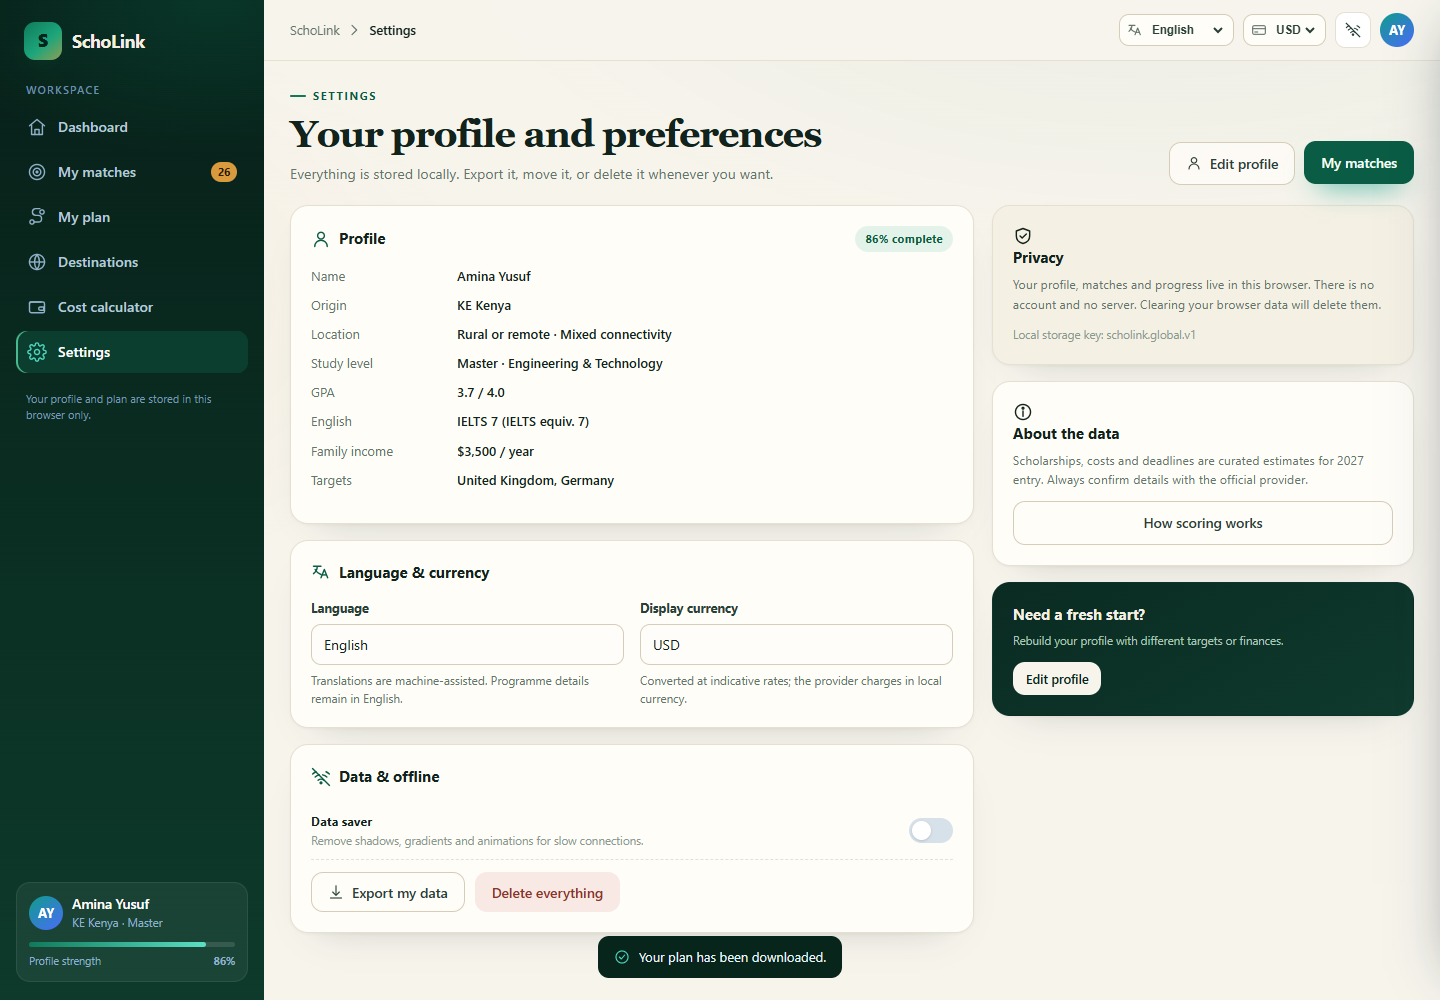 S
SchoLink
WORKSPACE
Dashboard
My matches
26
My plan
Destinations
Cost calculator
Settings
Your profile and plan are stored in this
browser only.
AY
Amina Yusuf
KE Kenya · Master
Profile strength
86%
SchoLink
Settings
English
USD
AY
SETTINGS
Your profile and preferences
Everything is stored locally. Export it, move it, or delete it whenever you want.
Edit profile
My matches
Profile
86% complete
Name
Amina Yusuf
Origin
KE Kenya
Location
Rural or remote · Mixed connectivity
Study level
Master · Engineering & Technology
GPA
3.7 / 4.0
English
IELTS 7 (IELTS equiv. 7)
Family income
$3,500 / year
Targets
United Kingdom, Germany
Language & currency
Language
English
Translations are machine-assisted. Programme details
remain in English.
Display currency
USD
Converted at indicative rates; the provider charges in local
currency.
Data & offline
Data saver
Remove shadows, gradients and animations for slow connections.
Export my data
Delete everything
Privacy
Your profile, matches and progress live in this browser. There is no
account and no server. Clearing your browser data will delete them.
Local storage key: scholink.global.v1
About the data
Scholarships, costs and deadlines are curated estimates for 2027
entry. Always confirm details with the official provider.
How scoring works
Need a fresh start?
Rebuild your profile with different targets or finances.
Edit profile
Your plan has been downloaded.